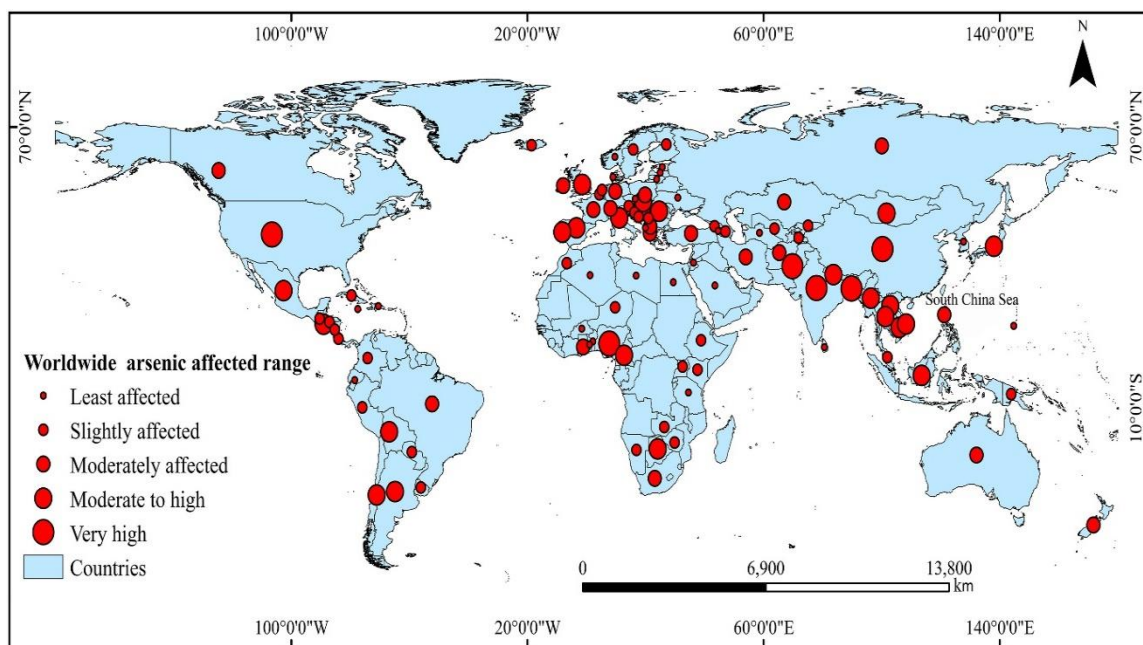 100°0'0"W 20°0'0"W 60°0'0"E 140°0'0"E
N
70°0'0"N
70°0'0"N
South China Sea
Worldwide arsenic affected range
Least affected
Slightly affected
Moderately affected
Moderate to high
Very high
Countries
10°0'0"S
10°0'0"S
0 6,900 13,800
km
100°0'0"W 20°0'0"W 60°0'0"E 140°0'0"E